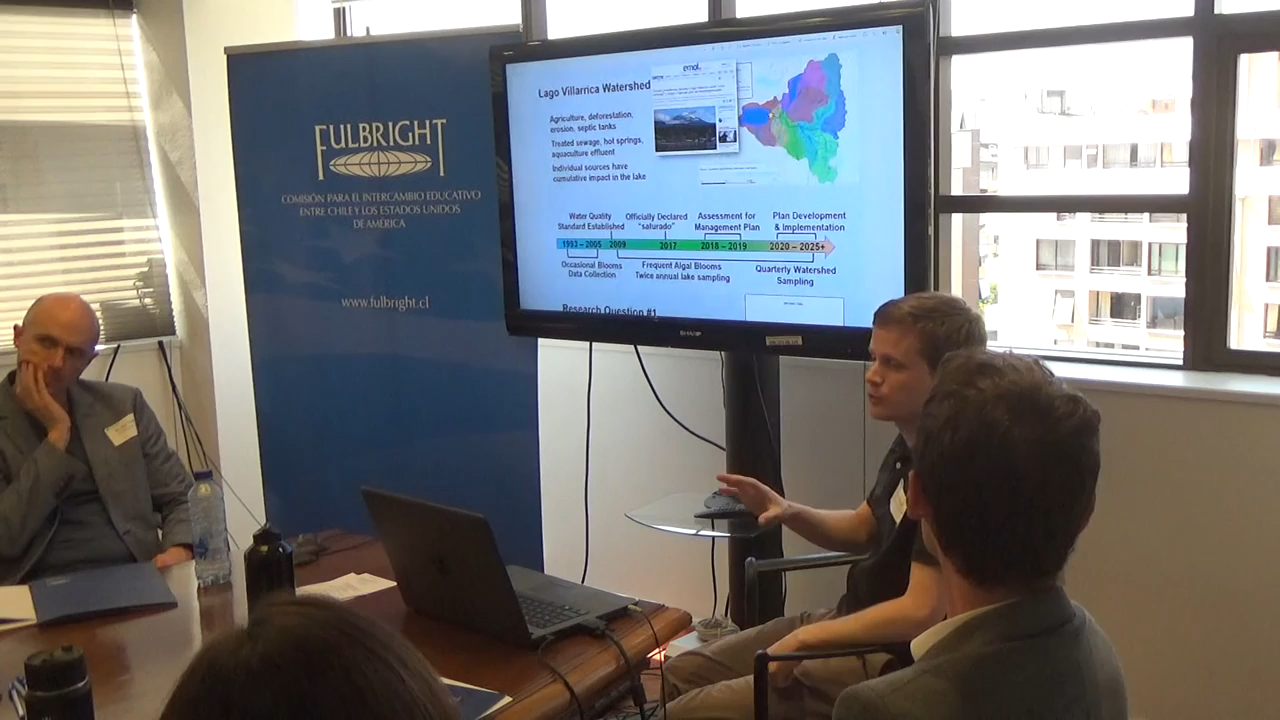 FULBRIGHT
COMISIÓN PARA EL INTERCAMBIO EDUCATIVO
ENTRE CHILE Y LOS ESTADOS UNIDOS
DE AMÉRICA
www.fulbright.cl
Lago Villarrica Watershed
Agriculture, deforestation,
erosion, septic tanks
Treated sewage, hot springs,
aquaculture effluent
Individual sources have
cumulative impact in the lake
emol.
Water Quality
Standard Established
Officially Declared
"saturado"
Assessment for
Management Plan
Plan Development
& Implementation
1993 – 2005 2009 2017 2018 – 2019 2020 – 2025+
Occasional Blooms
Data Collection
Frequent Algal Blooms
Twice annual lake sampling
Quarterly Watershed
Sampling
Research Question #1
SHARP